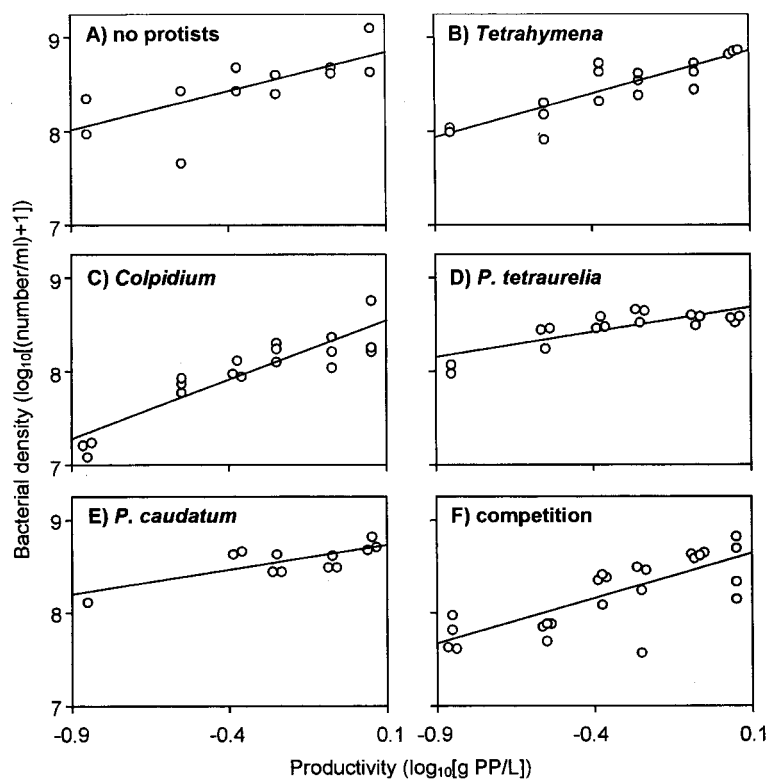 Bacterial density (log₁₀[(number/ml)+1])
A) no protists
B) Tetrahymena
9
8
7
C) Colpidium
D) P. tetraurelia
9
8
7
E) P. caudatum
F) competition
9
8
7
-0.9 -0.4 0.1 -0.9 -0.4 0.1
Productivity (log₁₀[g PP/L])